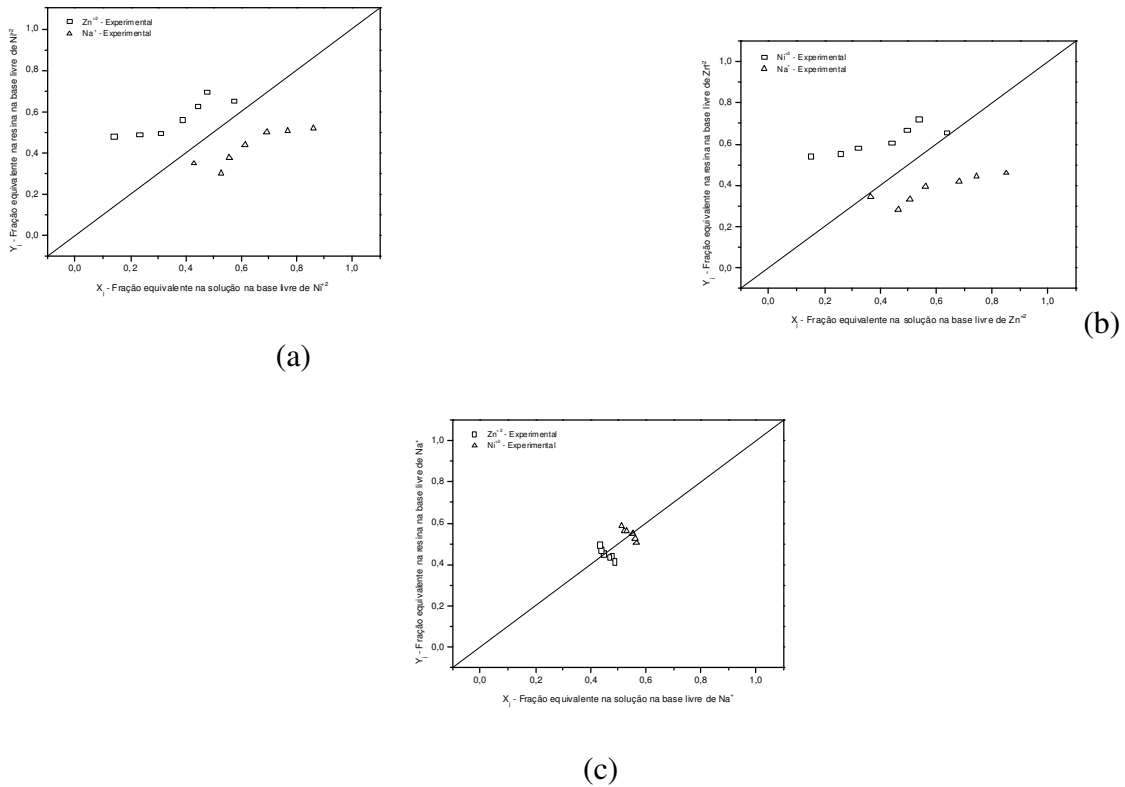 Zn⁺² - Experimental
Na⁺ - Experimental
Y_j - Fração equivalente na resina na base livre de Ni⁺²
1,0
0,8
0,6
0,4
0,2
0,0
0,0 0,2 0,4 0,6 0,8 1,0
X_j - Fração equivalente na solução na base livre de Ni⁺²
(a)
Ni⁺² - Experimental
Na⁺ - Experimental
Y_j - Fração equivalente na resina na base livre de Zn⁺²
1,0
0,8
0,6
0,4
0,2
0,0
0,0 0,2 0,4 0,6 0,8 1,0
X_j - Fração equivalente na solução na base livre de Zn⁺²
(b)
Zn⁺² - Experimental
Ni⁺² - Experimental
Y_j - Fração equivalente na resina na base livre de Na⁺
1,0
0,8
0,6
0,4
0,2
0,0
0,0 0,2 0,4 0,6 0,8 1,0
X_j - Fração equivalente na solução na base livre de Na⁺
(c)